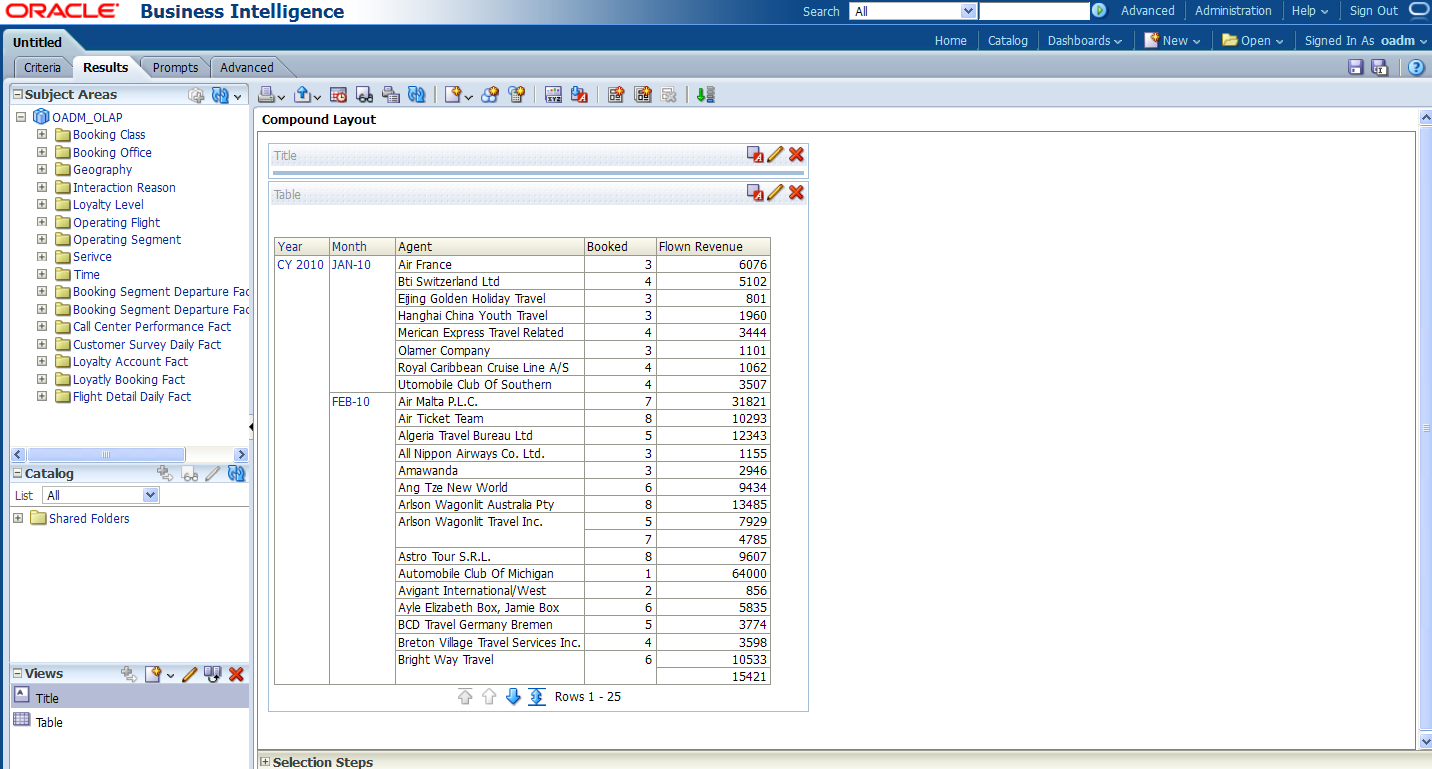 ORACLE Business Intelligence
Search All Advanced Administration Help Sign Out
Untitled
Home Catalog Dashboards New Open Signed In As oadm
Criteria Results Prompts Advanced
Subject Areas
OADM_OLAP
Booking Class
Booking Office
Geography
Interaction Reason
Loyalty Level
Operating Flight
Operating Segment
Serivce
Time
Booking Segment Departure Fac
Booking Segment Departure Fac
Call Center Performance Fact
Customer Survey Daily Fact
Loyalty Account Fact
Loyatly Booking Fact
Flight Detail Daily Fact
Catalog
List All
Shared Folders
Views
Title
Table
Compound Layout
Title
Table
Year Month Agent Booked Flown Revenue
CY 2010 JAN-10 Air France 3 6076
Bti Switzerland Ltd 4 5102
Eijing Golden Holiday Travel 3 801
Hanghai China Youth Travel 3 1960
Merican Express Travel Related 4 3444
Olamer Company 3 1101
Royal Caribbean Cruise Line A/S 4 1062
Utomobile Club Of Southern 4 3507
FEB-10 Air Malta P.L.C. 7 31821
Air Ticket Team 8 10293
Algeria Travel Bureau Ltd 5 12343
All Nippon Airways Co. Ltd. 3 1155
Amawanda 3 2946
Ang Tze New World 6 9434
Arlson Wagonlit Australia Pty 8 13485
Arlson Wagonlit Travel Inc. 5 7929
7 4785
Astro Tour S.R.L. 8 9607
Automobile Club Of Michigan 1 64000
Avigant International/West 2 856
Ayle Elizabeth Box, Jamie Box 6 5835
BCD Travel Germany Bremen 5 3774
Breton Village Travel Services Inc. 4 3598
Bright Way Travel 6 10533
15421
Rows 1 - 25
Selection Steps